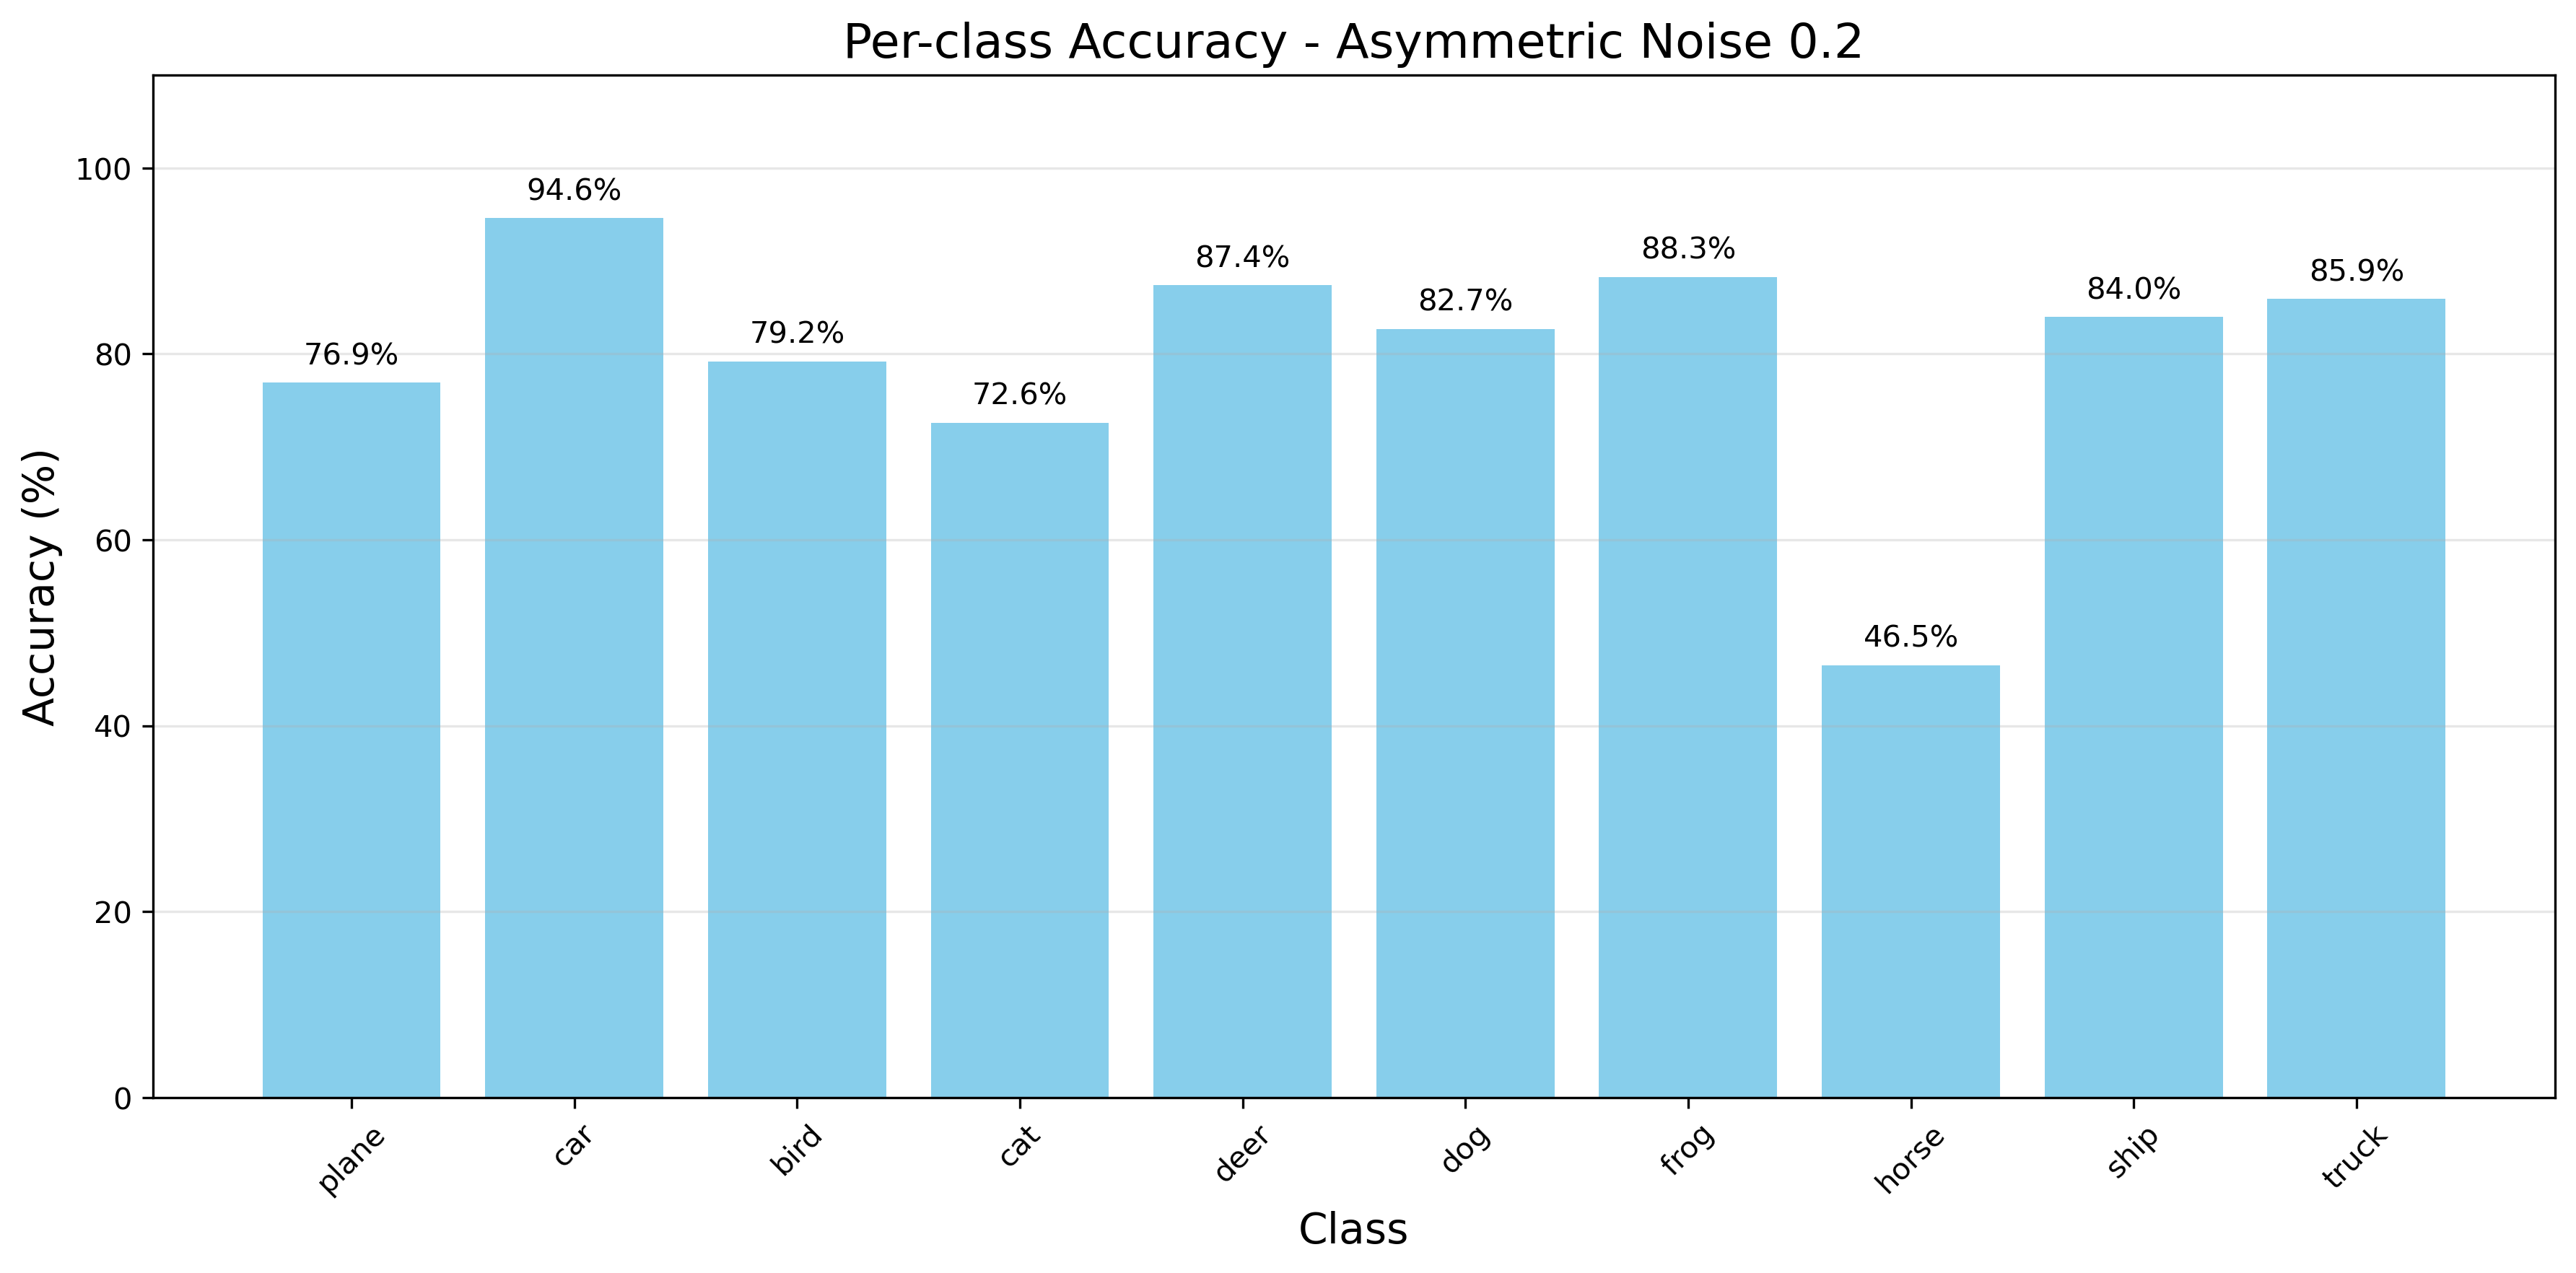 Per-class Accuracy - Asymmetric Noise 0.2
Accuracy (%)
100
80
60
40
20
0
76.9%
94.6%
79.2%
72.6%
87.4%
82.7%
88.3%
46.5%
84.0%
85.9%
plane
car
bird
cat
deer
dog
frog
horse
ship
truck
Class